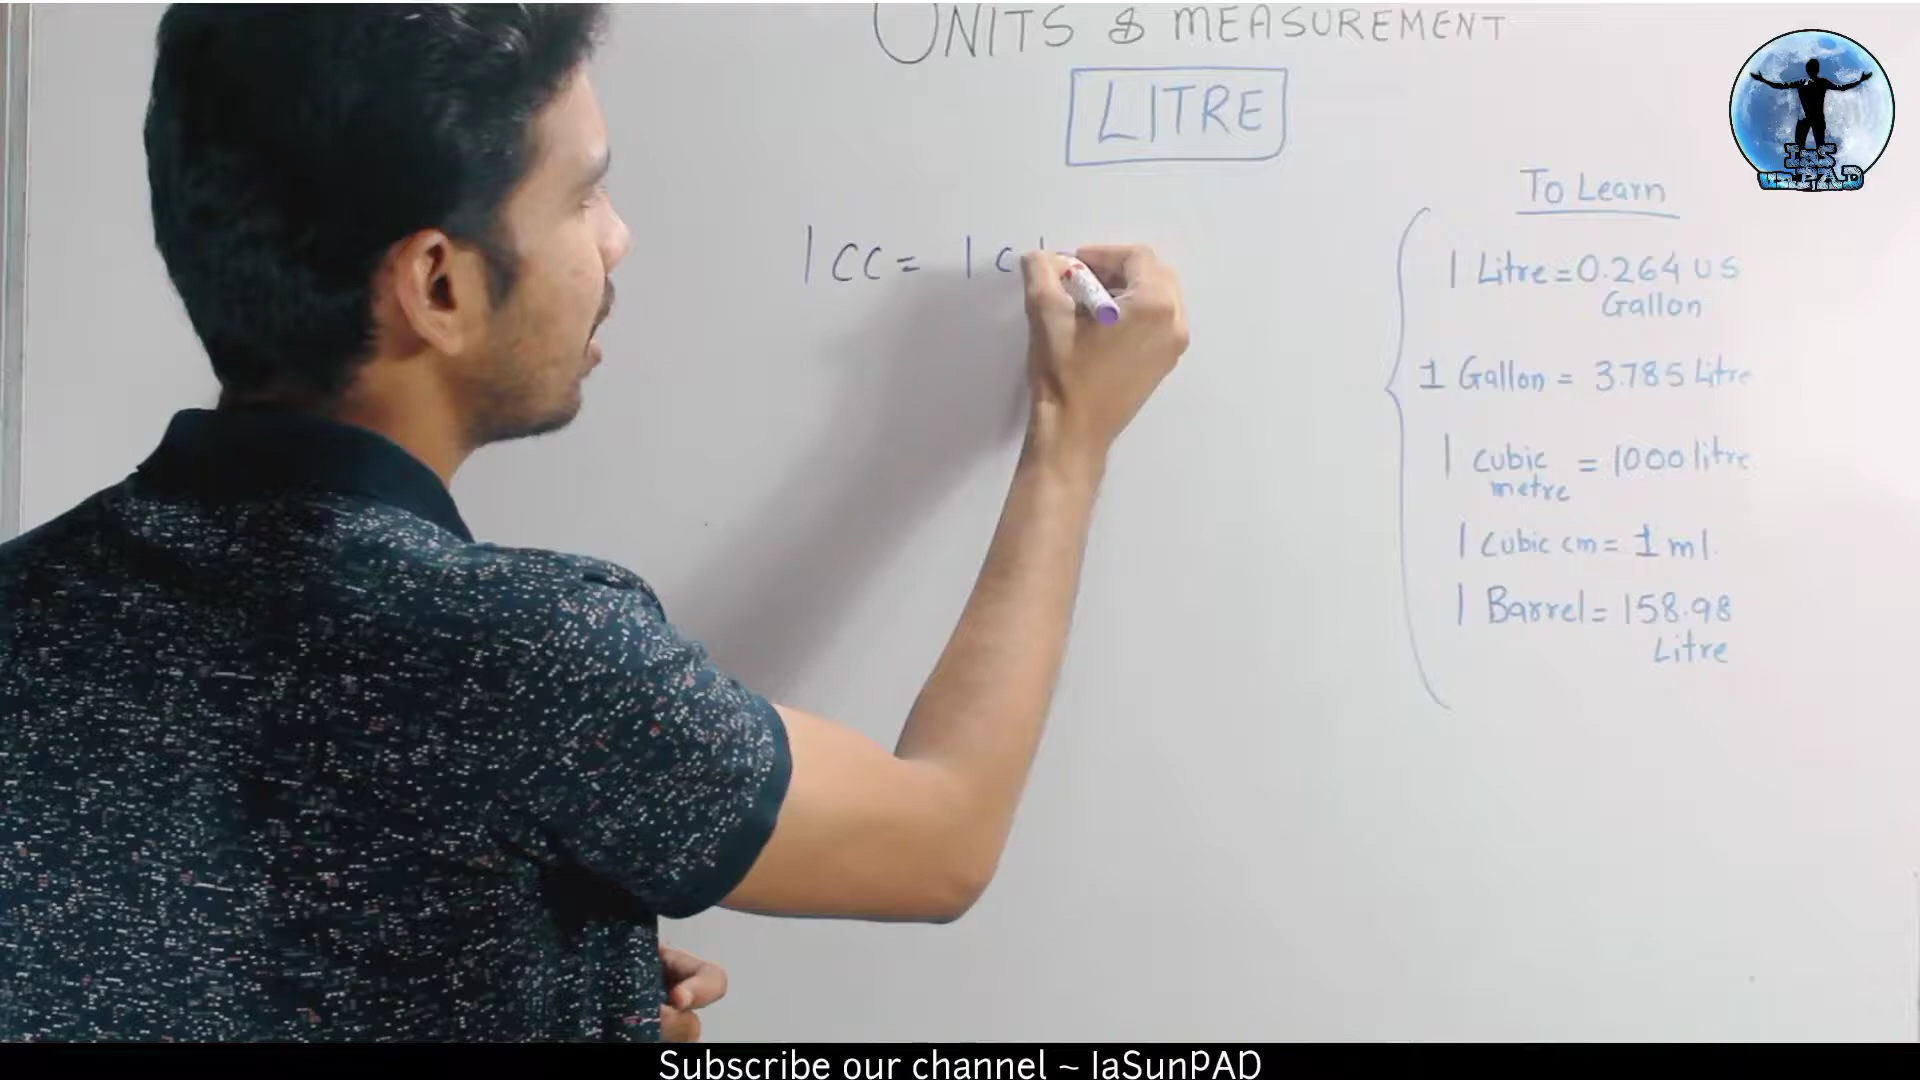 UNITS & MEASUREMENT
LITRE
1 CC = 1 C
To Learn
1 Litre = 0.264 US
Gallon
1 Gallon = 3.785 Litre
1 cubic = 1000 litre
metre
1 Cubic cm = 1 ml.
1 Barrel = 158.98
Litre
IAS
UnPAD
Subscribe our channel ~ IaSunPAD